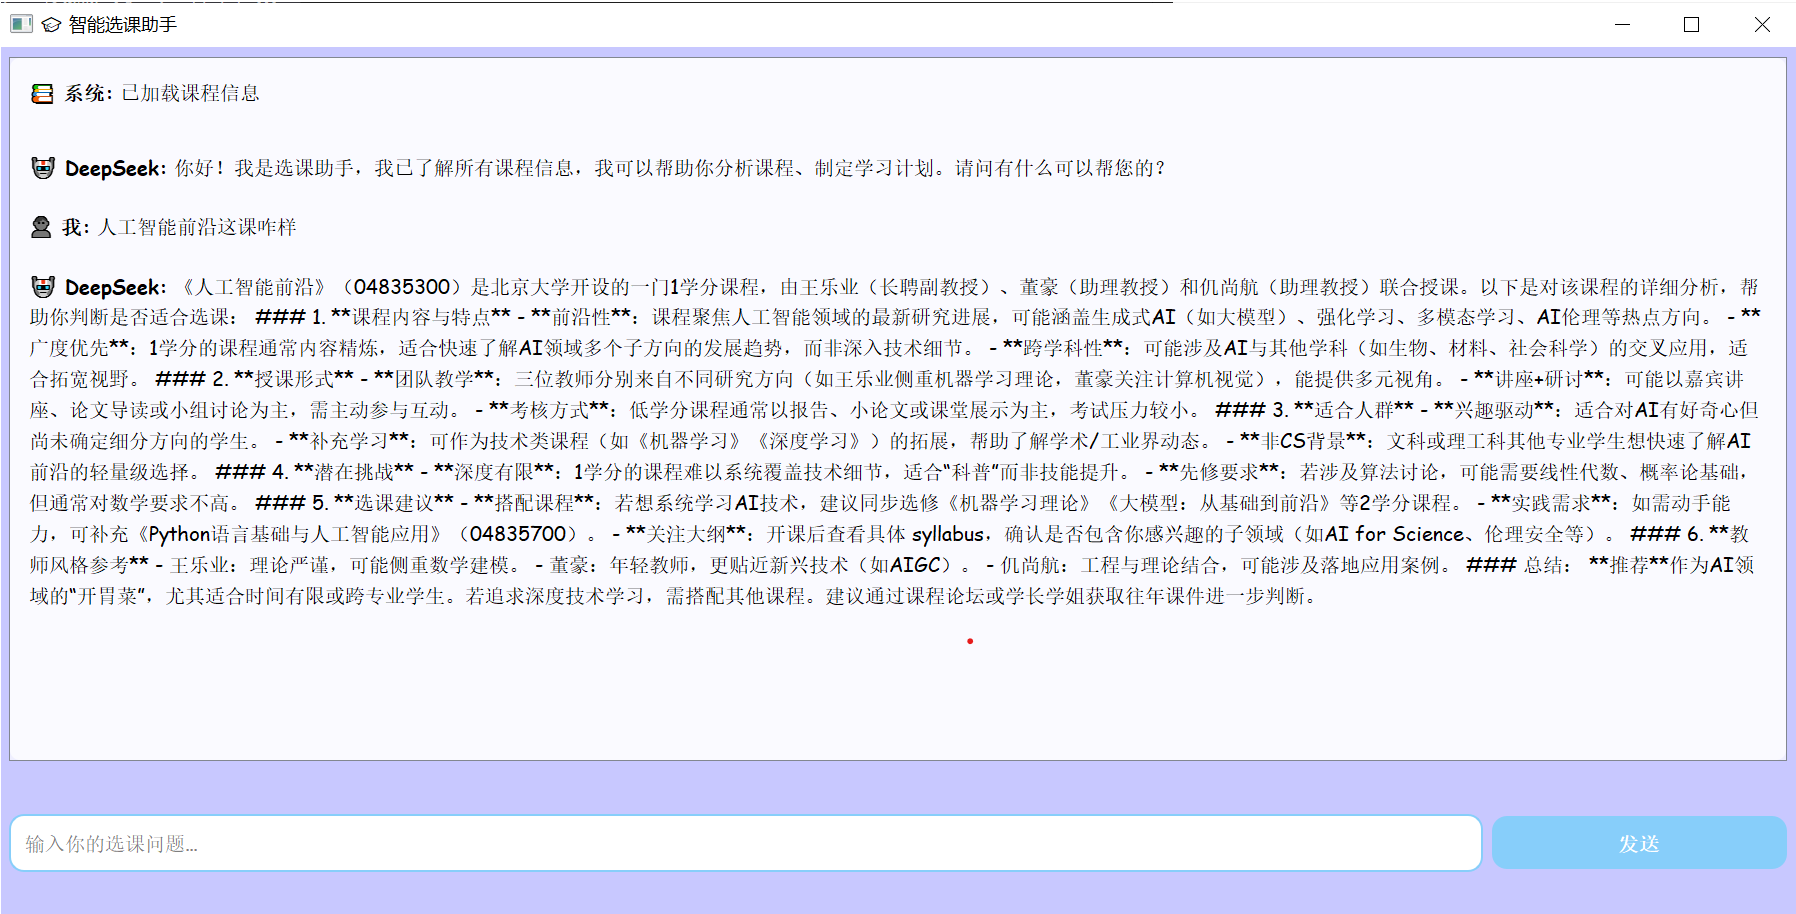 智能选课助手
系统: 已加载课程信息
DeepSeek: 你好！我是选课助手，我已了解所有课程信息，我可以帮助你分析课程、制定学习计划。请问有什么可以帮您的？
我: 人工智能前沿这课咋样
DeepSeek: 《人工智能前沿》（04835300）是北京大学开设的一门1学分课程，由王乐业（长聘副教授）、董豪（助理教授）和仉尚航（助理教授）联合授课。以下是对该课程的详细分析，帮
助你判断是否适合选课： ### 1. **课程内容与特点** - **前沿性**：课程聚焦人工智能领域的最新研究进展，可能涵盖生成式AI（如大模型）、强化学习、多模态学习、AI伦理等热点方向。 - **
广度优先**：1学分的课程通常内容精炼，适合快速了解AI领域多个子方向的发展趋势，而非深入技术细节。 - **跨学科性**：可能涉及AI与其他学科（如生物、材料、社会科学）的交叉应用，适
合拓宽视野。 ### 2. **授课形式** - **团队教学**：三位教师分别来自不同研究方向（如王乐业侧重机器学习理论，董豪关注计算机视觉），能提供多元视角。 - **讲座+研讨**：可能以嘉宾讲
座、论文导读或小组讨论为主，需主动参与互动。 - **考核方式**：低学分课程通常以报告、小论文或课堂展示为主，考试压力较小。 ### 3. **适合人群** - **兴趣驱动**：适合对AI有好奇心但
尚未确定细分方向的学生。 - **补充学习**：可作为技术类课程（如《机器学习》《深度学习》）的拓展，帮助了解学术/工业界动态。 - **非CS背景**：文科或理工科其他专业学生想快速了解AI
前沿的轻量级选择。 ### 4. **潜在挑战** - **深度有限**：1学分的课程难以系统覆盖技术细节，适合“科普”而非技能提升。 - **先修要求**：若涉及算法讨论，可能需要线性代数、概率论基础，
但通常对数学要求不高。 ### 5. **选课建议** - **搭配课程**：若想系统学习AI技术，建议同步选修《机器学习理论》《大模型：从基础到前沿》等2学分课程。 - **实践需求**：如需动手能
力，可补充《Python语言基础与人工智能应用》（04835700）。 - **关注大纲**：开课后查看具体 syllabus，确认是否包含你感兴趣的子领域（如AI for Science、伦理安全等）。 ### 6. **教
师风格参考** - 王乐业：理论严谨，可能侧重数学建模。 - 董豪：年轻教师，更贴近新兴技术（如AIGC）。 - 仉尚航：工程与理论结合，可能涉及落地应用案例。 ### 总结： **推荐**作为AI领
域的“开胃菜”，尤其适合时间有限或跨专业学生。若追求深度技术学习，需搭配其他课程。建议通过课程论坛或学长学姐获取往年课件进一步判断。
输入你的选课问题...
发送